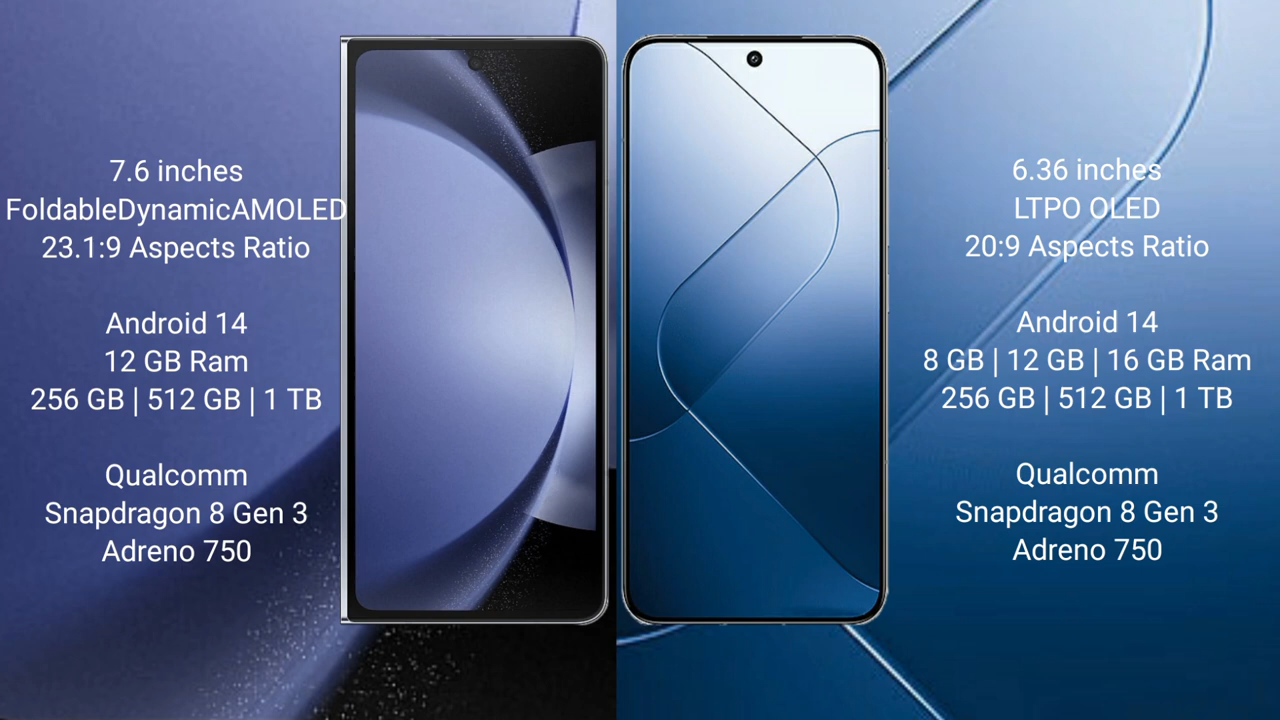 7.6 inches
FoldableDynamicAMOLED
23.1:9 Aspects Ratio
Android 14
12 GB Ram
256 GB | 512 GB | 1 TB
Qualcomm
Snapdragon 8 Gen 3
Adreno 750
6.36 inches
LTPO OLED
20:9 Aspects Ratio
Android 14
8 GB | 12 GB | 16 GB Ram
256 GB | 512 GB | 1 TB
Qualcomm
Snapdragon 8 Gen 3
Adreno 750